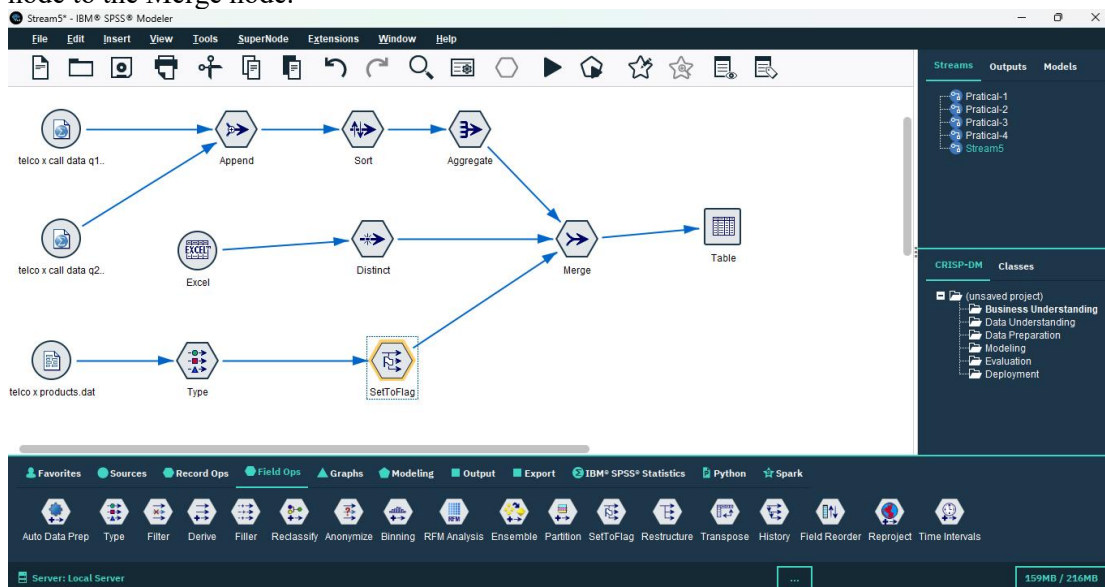 node to the Merge node.
Stream5* - IBM® SPSS® Modeler
File Edit Insert View Tools SuperNode Extensions Window Help
Streams Outputs Models
Pratical-1
Pratical-2
Pratical-3
Pratical-4
Stream5
telco x call data q1..
Append
Sort
Aggregate
telco x call data q2..
EXCEL
Excel
Distinct
Merge
Table
telco x products.dat
Type
SetToFlag
CRISP-DM Classes
(unsaved project)
Business Understanding
Data Understanding
Data Preparation
Modeling
Evaluation
Deployment
Favorites Sources Record Ops Field Ops Graphs Modeling Output Export IBM® SPSS® Statistics Python Spark
RFM
Auto Data Prep Type Filter Derive Filler Reclassify Anonymize Binning RFM Analysis Ensemble Partition SetToFlag Restructure Transpose History Field Reorder Reproject Time Intervals
Server: Local Server ... 159MB / 216MB